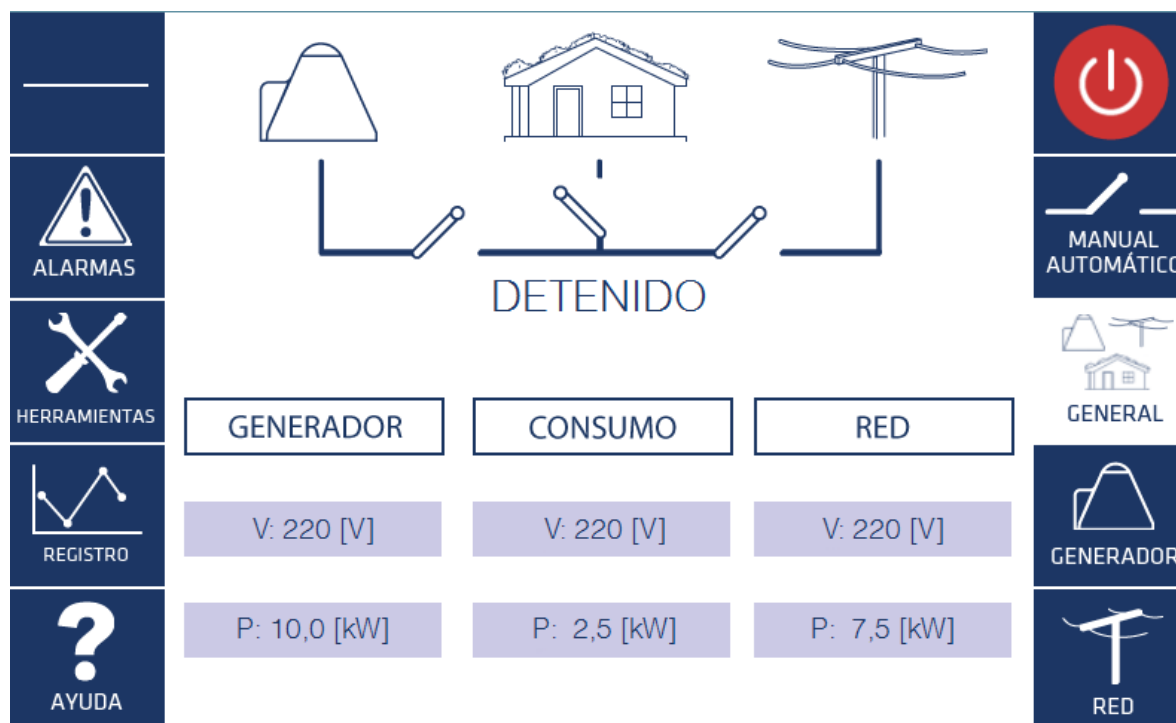 ALARMAS
HERRAMIENTAS
REGISTRO
AYUDA
DETENIDO
GENERADOR
CONSUMO
RED
V: 220 [V]
V: 220 [V]
V: 220 [V]
P: 10,0 [kW]
P: 2,5 [kW]
P: 7,5 [kW]
MANUAL
AUTOMÁTICO
GENERAL
GENERADOR
RED